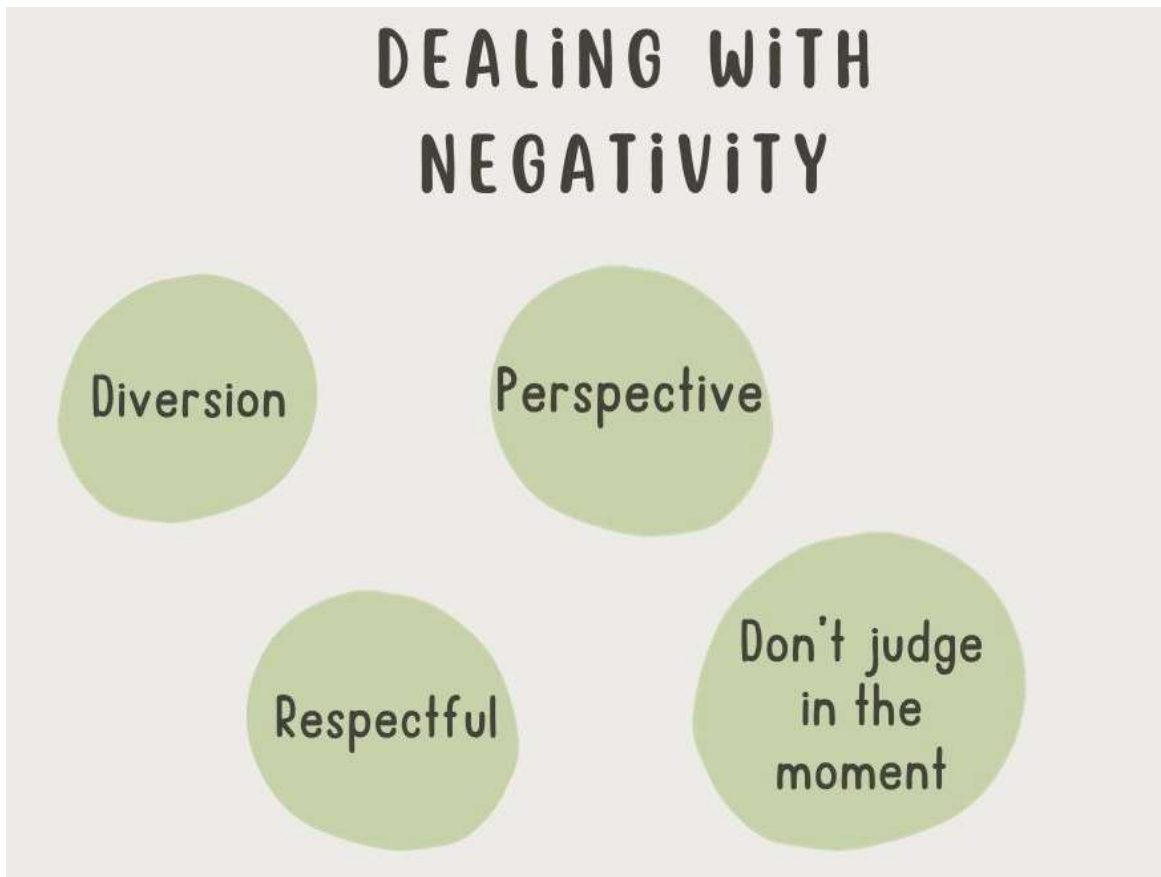 DEALiNG WiTH
NEGATiViTY
Diversion
Perspective
Respectful
Don't judge
in the
moment